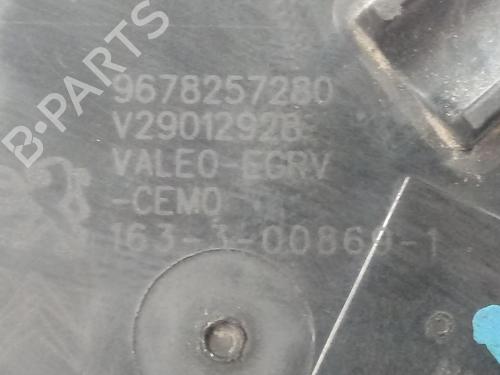 B-PARTS
9678257280
V29012928
VALEO-EGRV
-CEMO
163-3-00869-1